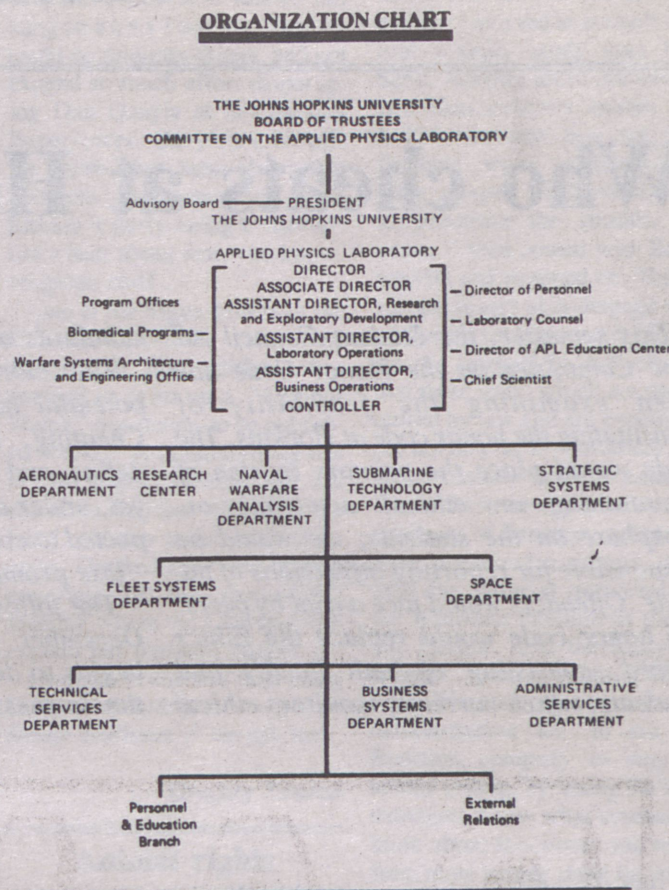 ORGANIZATION CHART
THE JOHNS HOPKINS UNIVERSITY
BOARD OF TRUSTEES
COMMITTEE ON THE APPLIED PHYSICS LABORATORY
Advisory Board PRESIDENT
THE JOHNS HOPKINS UNIVERSITY
APPLIED PHYSICS LABORATORY
DIRECTOR
ASSOCIATE DIRECTOR
ASSISTANT DIRECTOR, Research
and Exploratory Development
ASSISTANT DIRECTOR,
Laboratory Operations
ASSISTANT DIRECTOR,
Business Operations
CONTROLLER
Program Offices
Biomedical Programs
Warfare Systems Architecture
and Engineering Office
Director of Personnel
Laboratory Counsel
Director of APL Education Center
Chief Scientist
AERONAUTICS
DEPARTMENT
RESEARCH
CENTER
NAVAL
WARFARE
ANALYSIS
DEPARTMENT
SUBMARINE
TECHNOLOGY
DEPARTMENT
STRATEGIC
SYSTEMS
DEPARTMENT
FLEET SYSTEMS
DEPARTMENT
SPACE
DEPARTMENT
TECHNICAL
SERVICES
DEPARTMENT
BUSINESS
SYSTEMS
DEPARTMENT
ADMINISTRATIVE
SERVICES
DEPARTMENT
Personnel
& Education
Branch
External
Relations